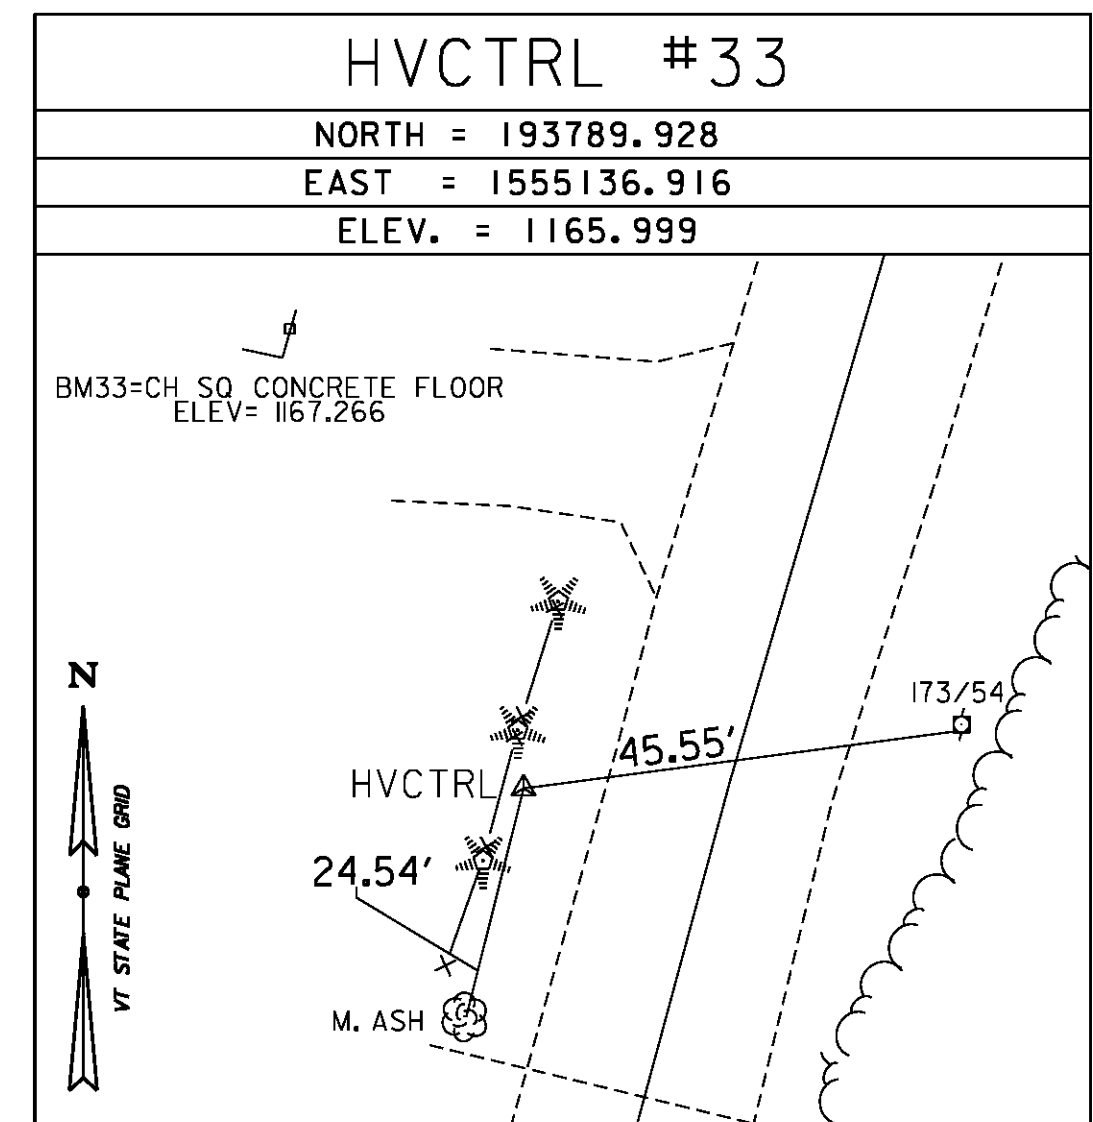 HVCTRL #33
NORTH = 193789.928
EAST = 1555136.916
ELEV. = 1165.999
BM33=CH SQ CONCRETE FLOOR
ELEV= 1167.266
N
VT STATE PLANE GRID
173/54
45.55'
HVCTRL
24.54'
M. ASH